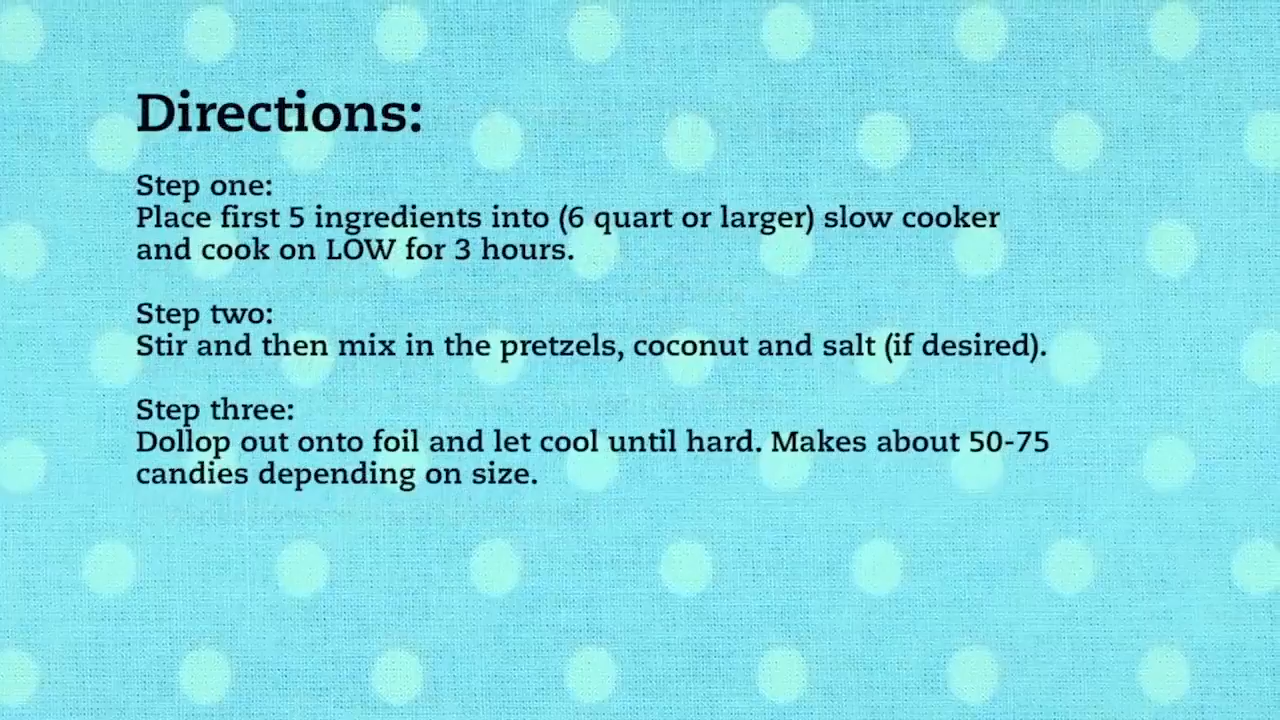 Directions:
Step one:
Place first 5 ingredients into (6 quart or larger) slow cooker
and cook on LOW for 3 hours.
Step two:
Stir and then mix in the pretzels, coconut and salt (if desired).
Step three:
Dollop out onto foil and let cool until hard. Makes about 50-75
candies depending on size.